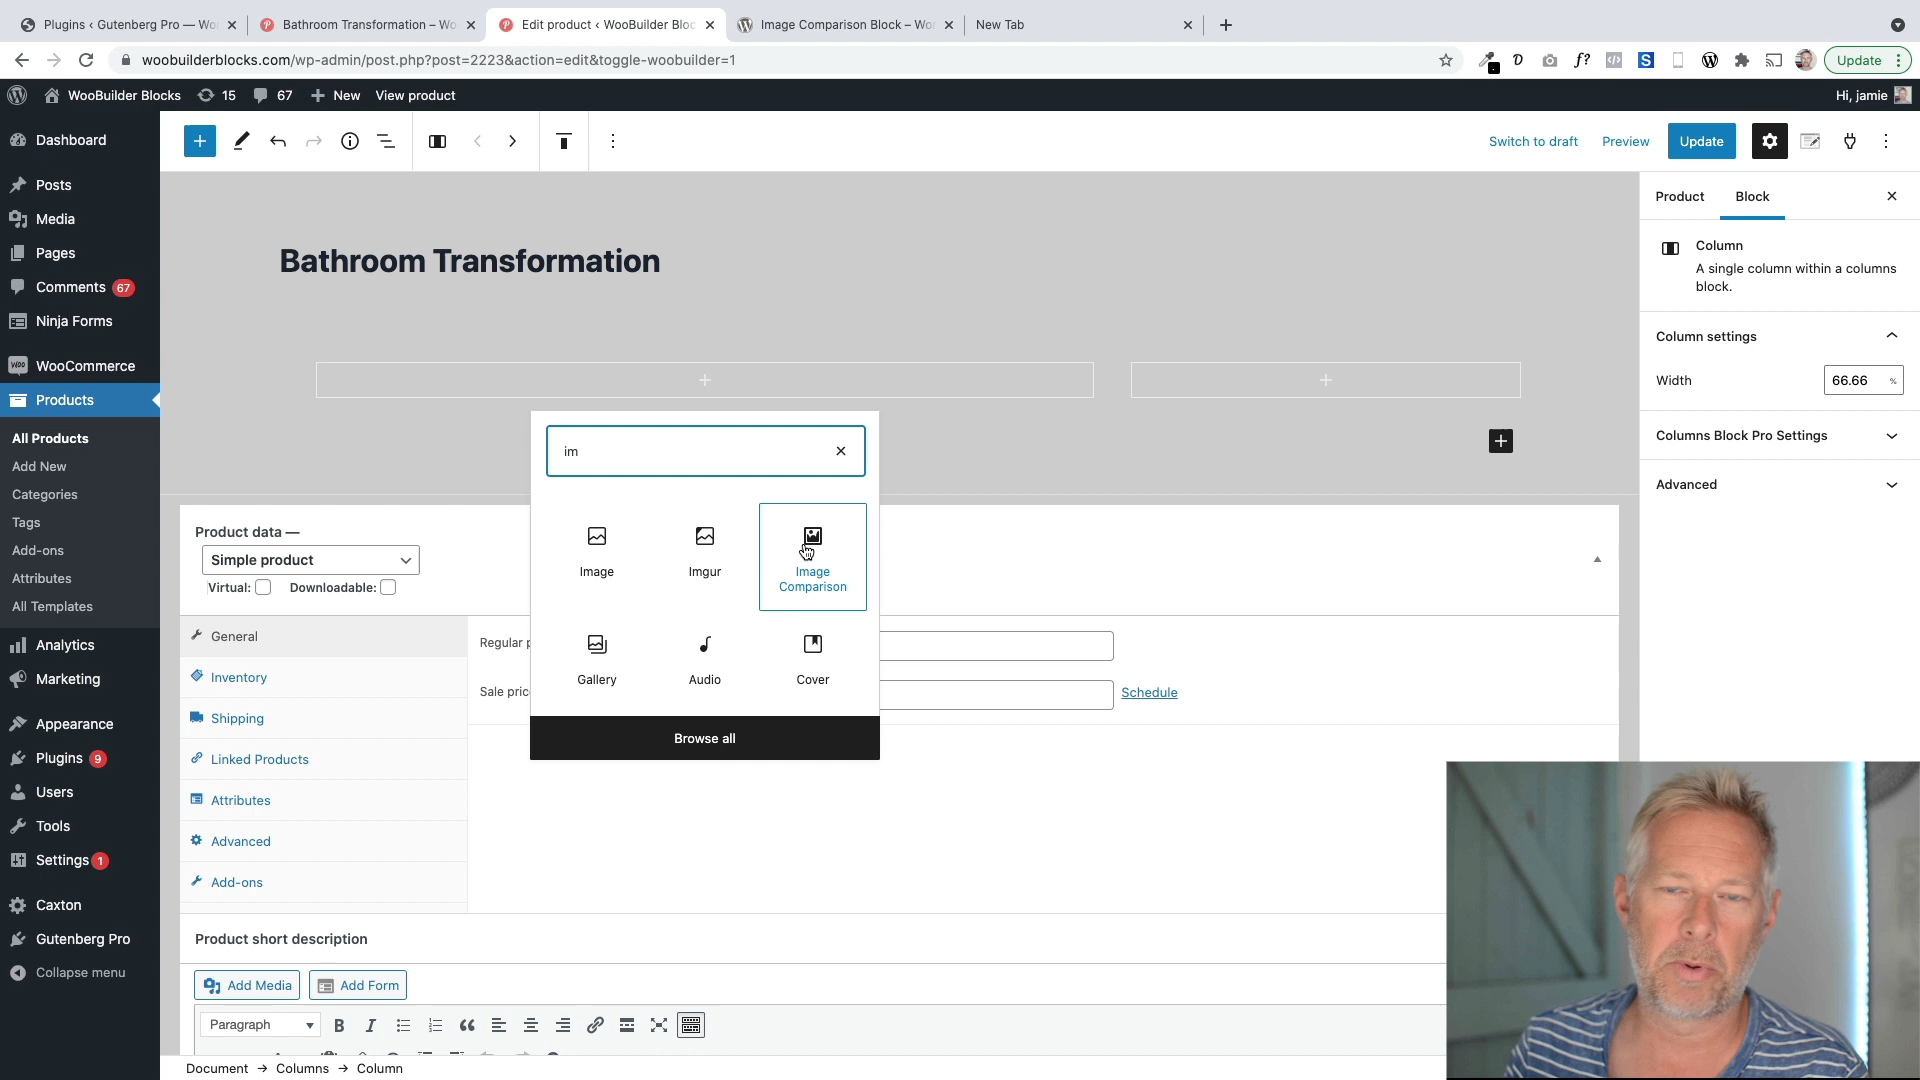 Plugins ‹ Gutenberg Pro — Wo
Bathroom Transformation – Wo
Edit product ‹ WooBuilder Bloc
Image Comparison Block – Wor
New Tab
woobuilderblocks.com/wp-admin/post.php?post=2223&action=edit&toggle-woobuilder=1
Update
WooBuilder Blocks
15
67
New
View product
Hi, jamie
Dashboard
Posts
Media
Pages
Comments 67
Ninja Forms
WooCommerce
Products
All Products
Add New
Categories
Tags
Add-ons
Attributes
All Templates
Analytics
Marketing
Appearance
Plugins 9
Users
Tools
Settings 1
Caxton
Gutenberg Pro
Collapse menu
Switch to draft
Preview
Update
Bathroom Transformation
im
Image
Imgur
Image
Comparison
Gallery
Audio
Cover
Browse all
Product data —
Simple product
Virtual:
Downloadable:
General
Inventory
Shipping
Linked Products
Attributes
Advanced
Add-ons
Regular p
Sale pric
Schedule
Product short description
Add Media
Add Form
Paragraph
B
I
Document → Columns → Column
Product
Block
Column
A single column within a columns
block.
Column settings
Width
66.66 %
Columns Block Pro Settings
Advanced